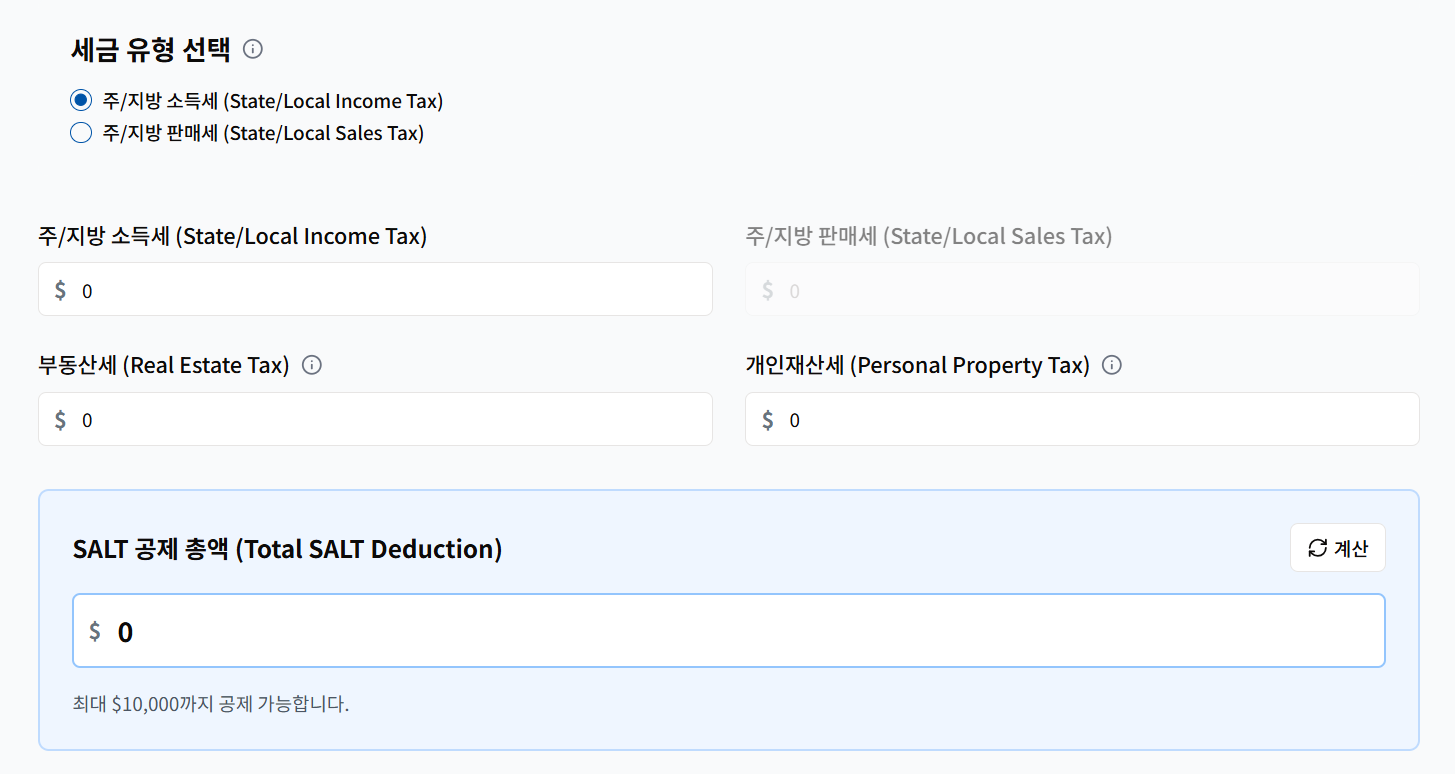 세금 유형 선택
주/지방 소득세 (State/Local Income Tax)
주/지방 판매세 (State/Local Sales Tax)
주/지방 소득세 (State/Local Income Tax)
$ 0
주/지방 판매세 (State/Local Sales Tax)
$ 0
부동산세 (Real Estate Tax)
$ 0
개인재산세 (Personal Property Tax)
$ 0
SALT 공제 총액 (Total SALT Deduction)
계산
$ 0
최대 $10,000까지 공제 가능합니다.